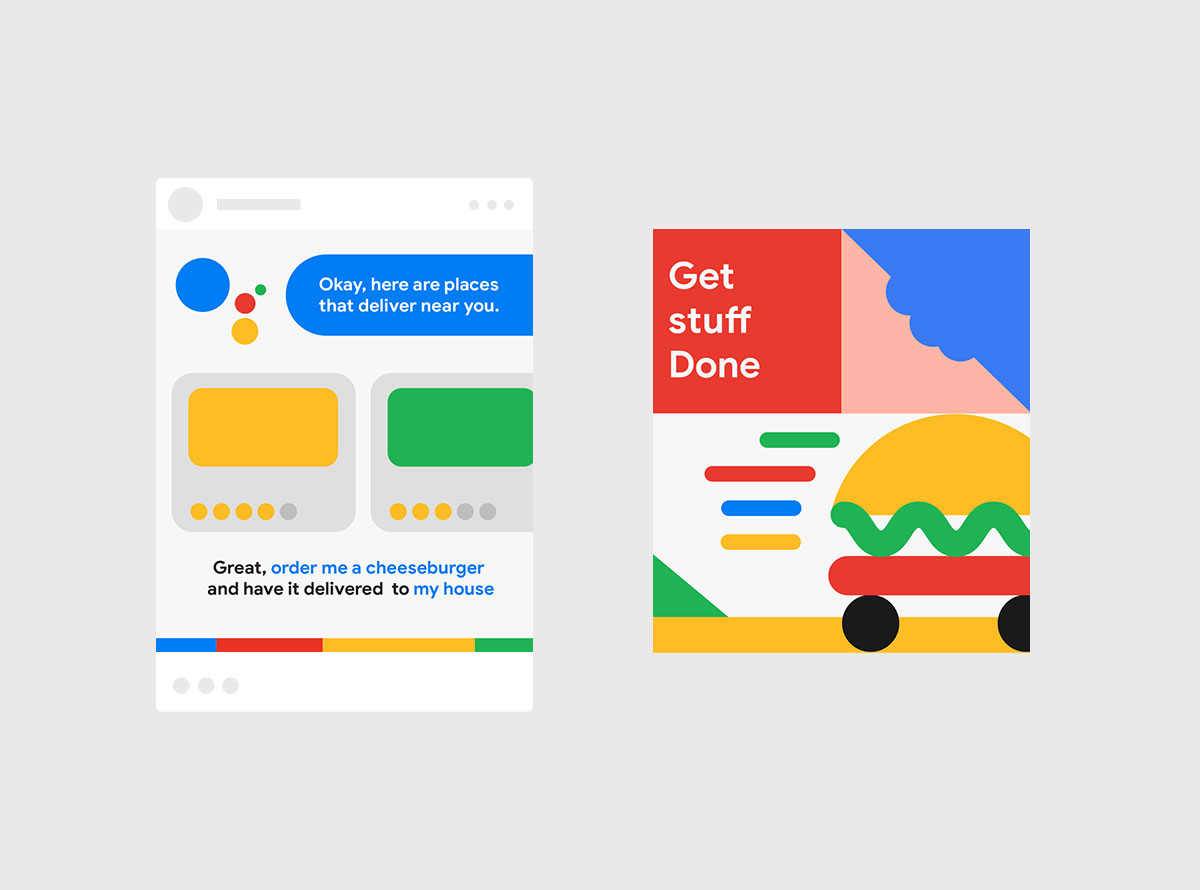 Okay, here are places
that deliver near you.
Great, order me a cheeseburger
and have it delivered  to my house
Get
stuff
Done